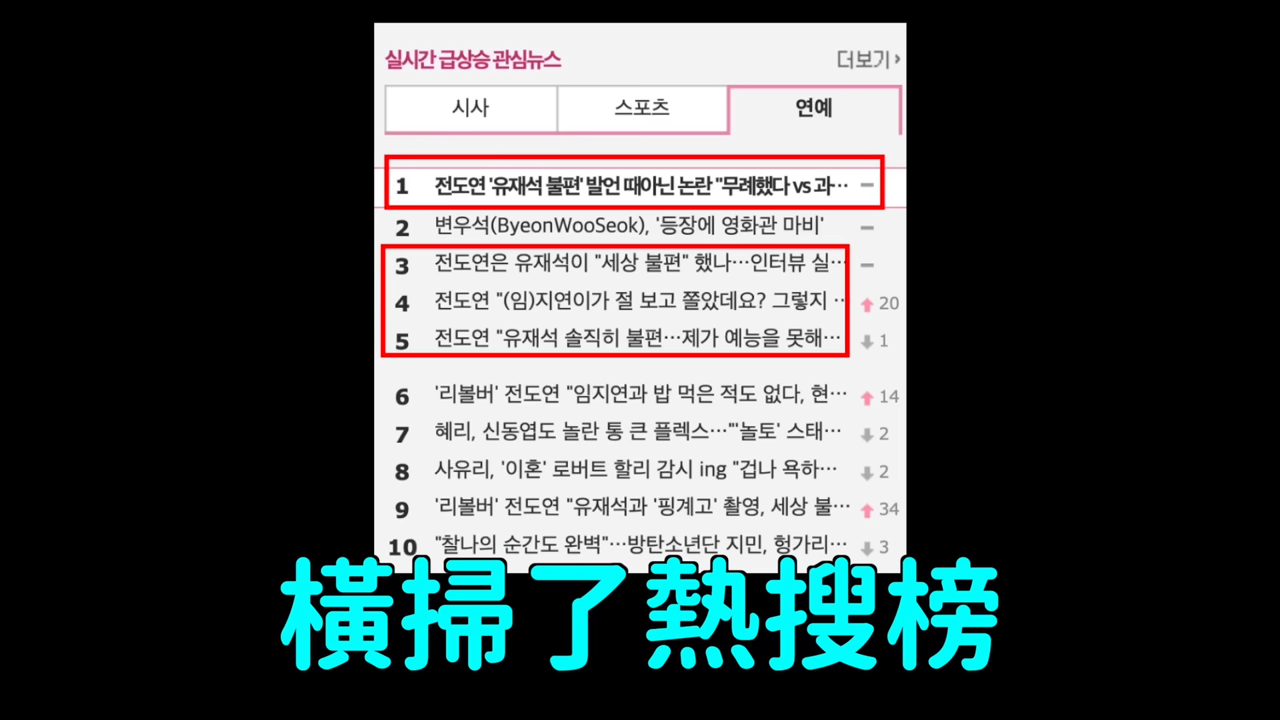 실시간 급상승 관심뉴스 더보기 ›
시사 스포츠 연예
1 전도연 '유재석 불편' 발언 때아닌 논란 "무례했다 vs 과… –
2 변우석(ByeonWooSeok), '등장에 영화관 마비' –
3 전도연은 유재석이 "세상 불편" 했나…인터뷰 실… –
4 전도연 "(임)지연이가 절 보고 쫄았데요? 그렇지 … 20
5 전도연 "유재석 솔직히 불편…제가 예능을 못해… 1
6 '리볼버' 전도연 "임지연과 밥 먹은 적도 없다, 현… 14
7 혜리, 신동엽도 놀란 통 큰 플렉스…"'놀토' 스태… 2
8 사유리, '이혼' 로버트 할리 감시 ing "겁나 욕하… 2
9 '리볼버' 전도연 "유재석과 '핑계고' 촬영, 세상 불… 34
10 "찰나의 순간도 완벽"…방탄소년단 지민, 헝가리… 3
橫掃了熱搜榜